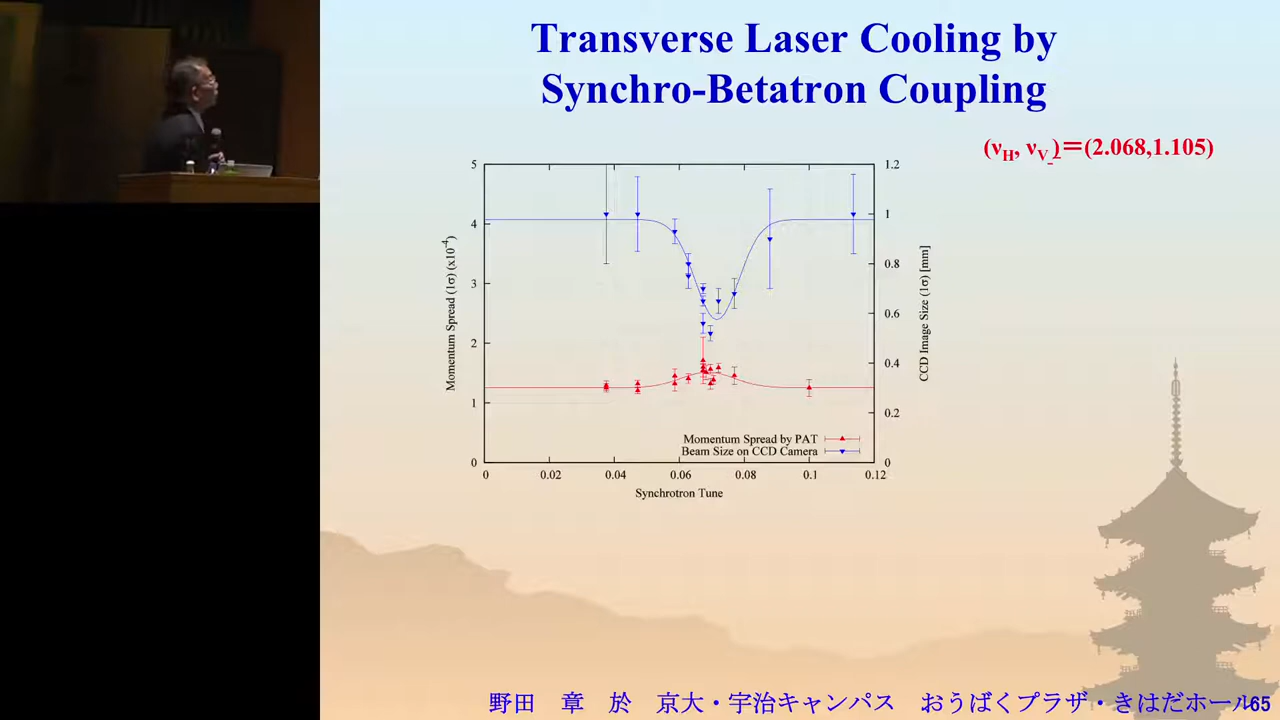 Transverse Laser Cooling by
Synchro-Betatron Coupling
(νH, νV)=(2.068,1.105)
5
4
3
2
1
0
Momentum Spread (1σ) (x10-4)
1.2
1
0.8
0.6
0.4
0.2
0
CCD Image Size (1σ) [mm]
Momentum Spread by PAT
Beam Size on CCD Camera
0 0.02 0.04 0.06 0.08 0.1 0.12
Synchrotron Tune
野田 章 於 京大・宇治キャンパス おうばくプラザ・きはだホール 65